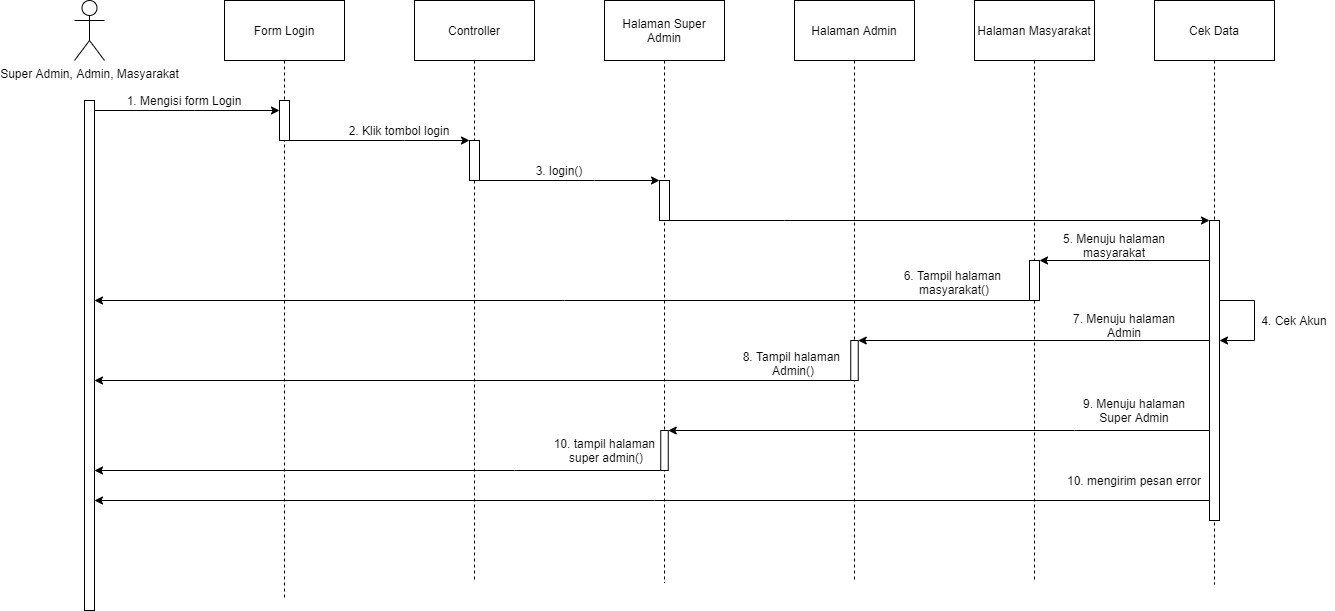 Super Admin, Admin, Masyarakat
Form Login
Controller
Halaman Super
Admin
Halaman Admin
Halaman Masyarakat
Cek Data
1. Mengisi form Login
2. Klik tombol login
3. login()
5. Menuju halaman
masyarakat
6. Tampil halaman
masyarakat()
4. Cek Akun
7. Menuju halaman
Admin
8. Tampil halaman
Admin()
9. Menuju halaman
Super Admin
10. tampil halaman
super admin()
10. mengirim pesan error